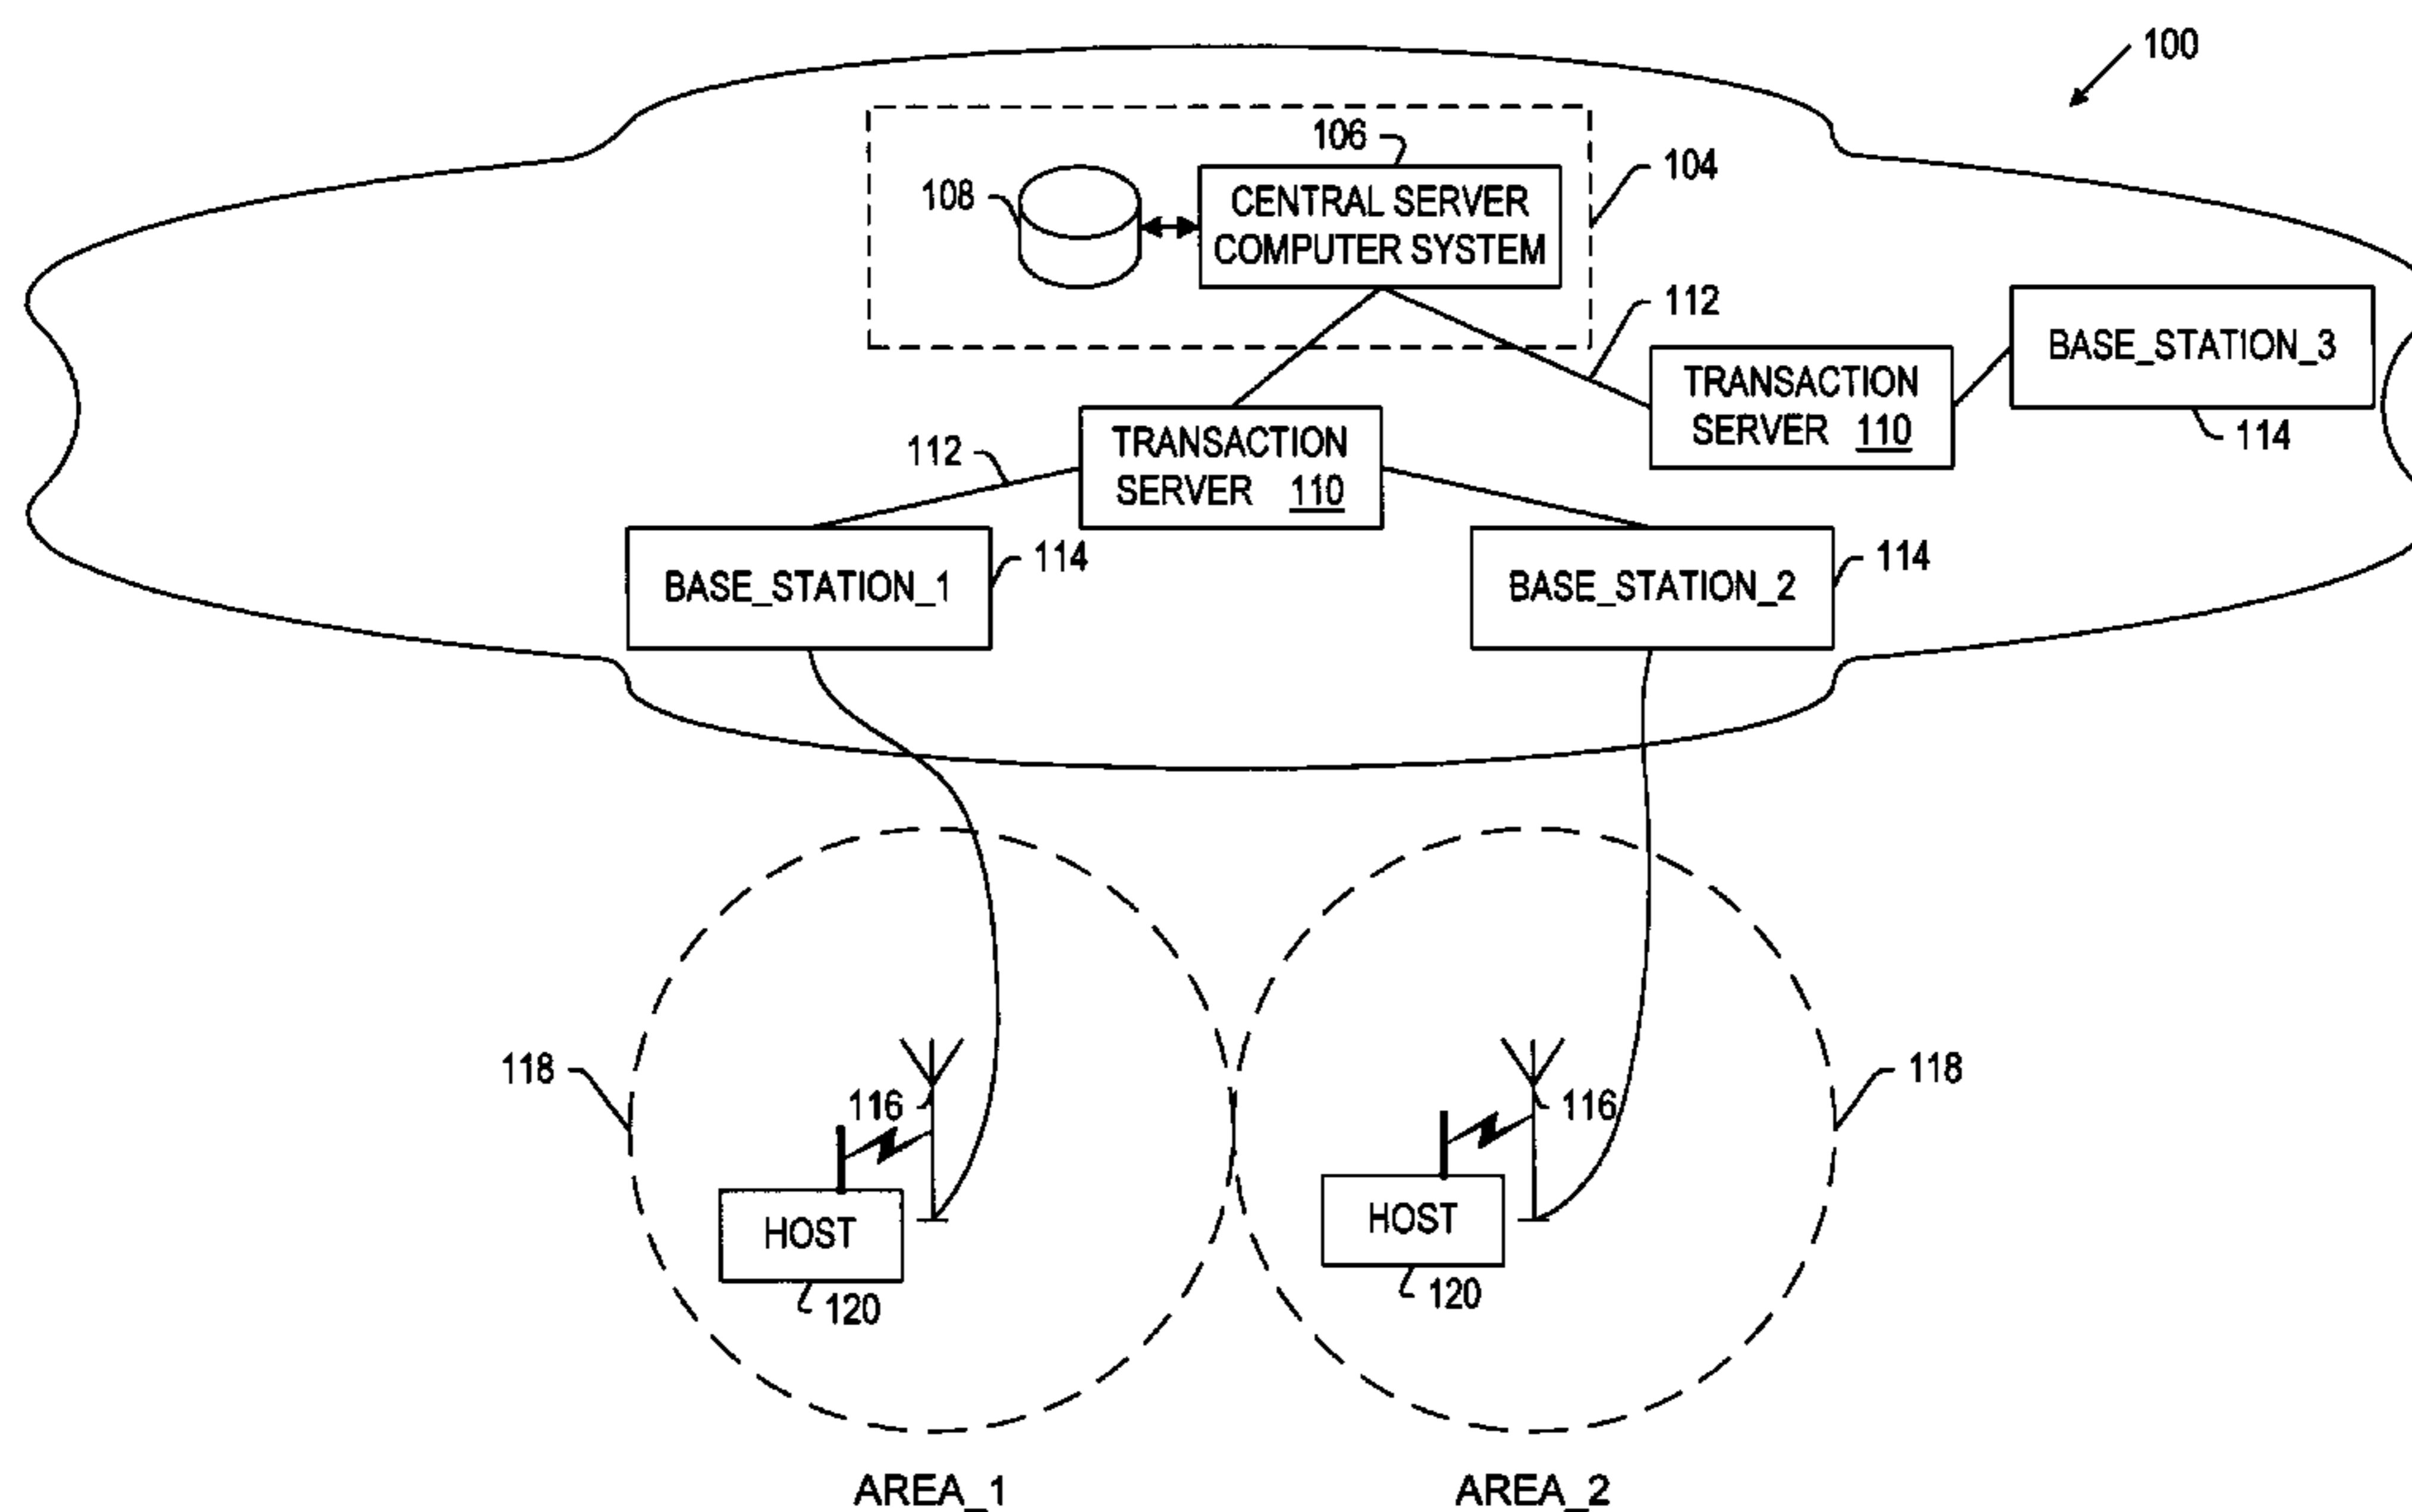 100
106
104
108
CENTRAL SERVER
COMPUTER SYSTEM
112
BASE_STATION_3
TRANSACTION
SERVER 110
114
112
TRANSACTION
SERVER 110
BASE_STATION_1
114
BASE_STATION_2
114
118
116
116
118
HOST
HOST
120
120
AREA_1
AREA_2